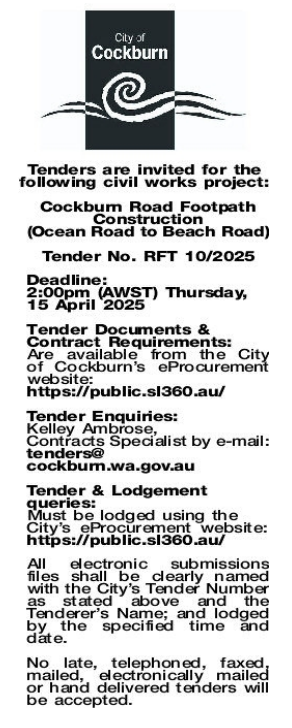 City of
Cockburn
Tenders are invited for the
following civil works project:
Cockburn Road Footpath
Construction
(Ocean Road to Beach Road)
Tender No. RFT 10/2025
Deadline:
2:00pm (AWST) Thursday,
15 April 2025
Tender Documents &
Contract Requirements:
Are available from the City
of Cockburn's eProcurement
website:
https://public.sl360.au/
Tender Enquiries:
Kelley Ambrose,
Contracts Specialist by e-mail:
tenders@
cockburn.wa.gov.au
Tender & Lodgement
queries:
Must be lodged using the
City's eProcurement website:
https://public.sl360.au/
All electronic submissions
files shall be clearly named
with the City's Tender Number
as stated above and the
Tenderer's Name; and lodged
by the specified time and
date.
No late, telephoned, faxed,
mailed, electronically mailed
or hand delivered tenders will
be accepted.